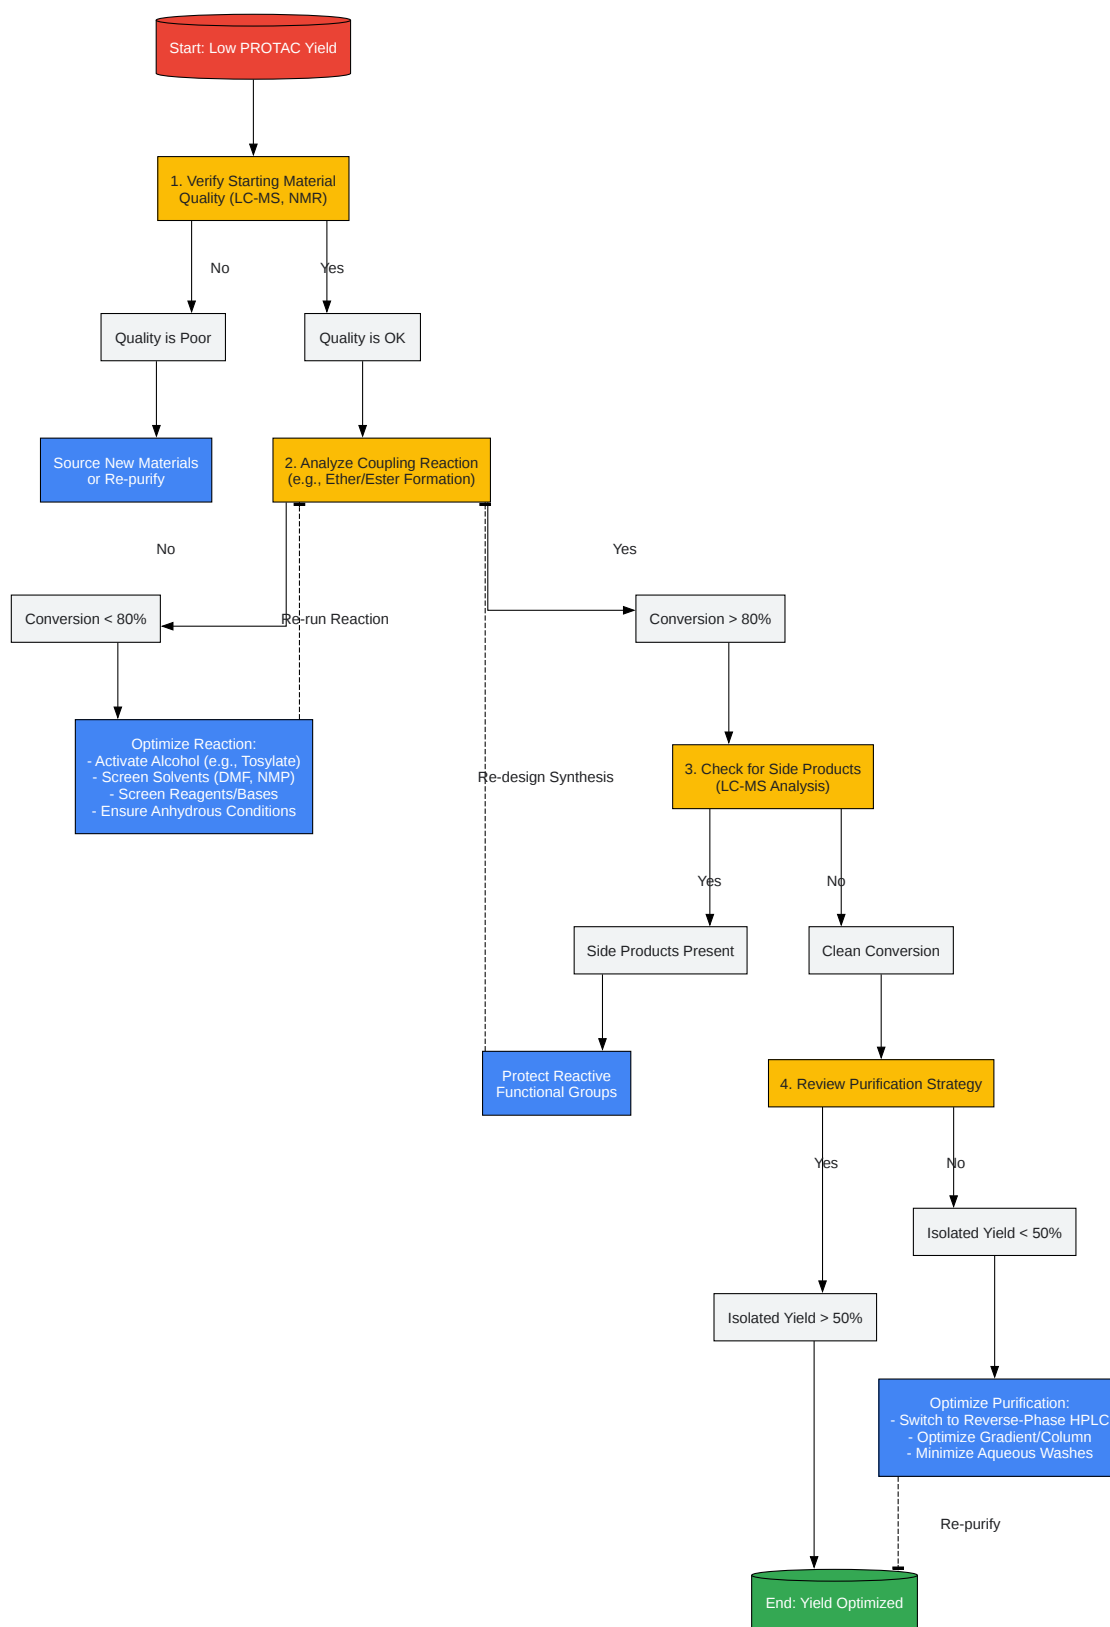 Start: Low PROTAC Yield
1. Verify Starting Material
Quality (LC-MS, NMR)
No
Yes
Quality is Poor
Quality is OK
Source New Materials
or Re-purify
2. Analyze Coupling Reaction
(e.g., Ether/Ester Formation)
No
Yes
Conversion < 80%
Re-run Reaction
Conversion > 80%
Optimize Reaction:
- Activate Alcohol (e.g., Tosylate)
- Screen Solvents (DMF, NMP)
- Screen Reagents/Bases
- Ensure Anhydrous Conditions
Re-design Synthesis
3. Check for Side Products
(LC-MS Analysis)
Yes
No
Side Products Present
Clean Conversion
Protect Reactive
Functional Groups
4. Review Purification Strategy
Yes
No
Isolated Yield < 50%
Isolated Yield > 50%
Optimize Purification:
- Switch to Reverse-Phase HPLC
- Optimize Gradient/Column
- Minimize Aqueous Washes
Re-purify
End: Yield Optimized